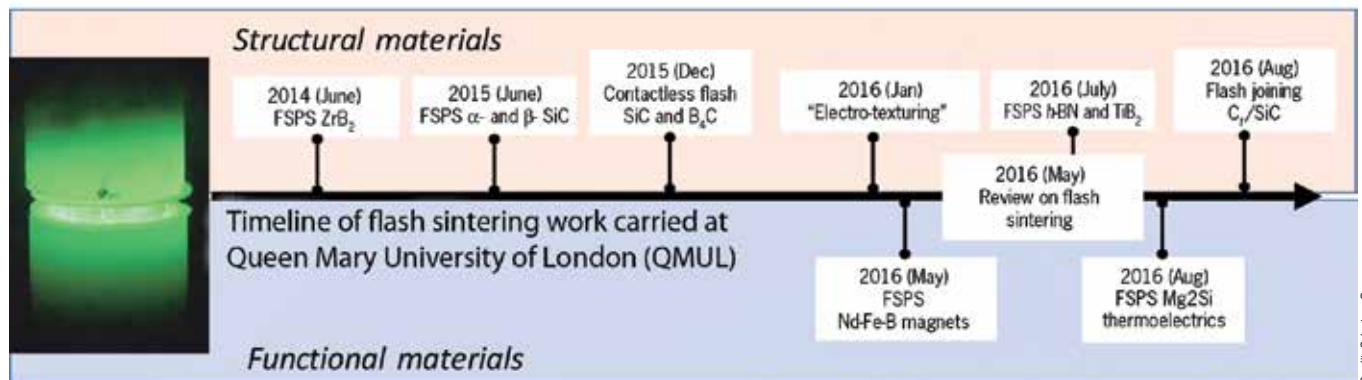 Structural materials
2014 (June)
FSPS ZrB₂
2015 (June)
FSPS α- and β- SiC
2015 (Dec)
Contactless flash
SiC and B₄C
2016 (Jan)
"Electro-texturing"
2016 (July)
FSPS h-BN and TiB₂
2016 (Aug)
Flash joining
C_f/SiC
2016 (May)
Review on flash
sintering
Timeline of flash sintering work carried at
Queen Mary University of London (QMUL)
2016 (May)
FSPS
Nd-Fe-B magnets
2016 (Aug)
FSPS Mg2Si
thermoelectrics
Functional materials